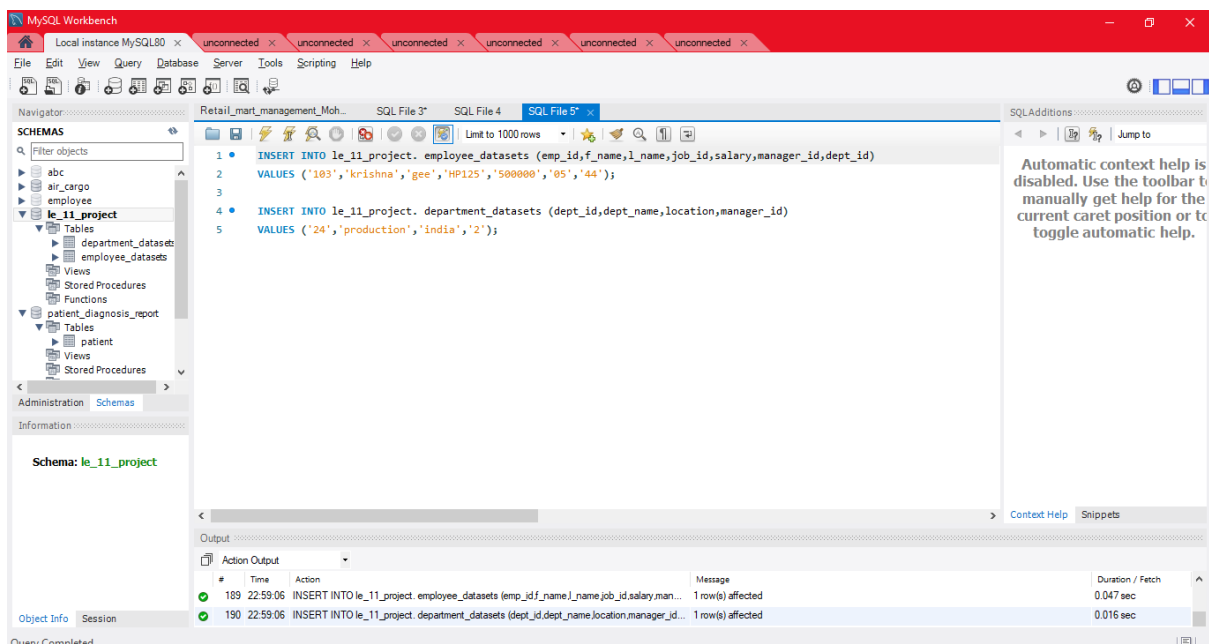 MySQL Workbench
Local instance MySQL80 × unconnected × unconnected × unconnected × unconnected × unconnected × unconnected ×
File Edit View Query Database Server Tools Scripting Help
Navigator
SCHEMAS
Filter objects
abc
air_cargo
employee
le_11_project
Tables
department_datasets
employee_datasets
Views
Stored Procedures
Functions
patient_diagnosis_report
Tables
patient
Views
Stored Procedures
Administration Schemas
Information
Schema: le_11_project
Object Info Session
Retail_mart_management_Moh... SQL File 3* SQL File 4 SQL File 5* ×
Limit to 1000 rows
1 INSERT INTO le_11_project. employee_datasets (emp_id,f_name,l_name,job_id,salary,manager_id,dept_id)
2 VALUES ('103','krishna','gee','HP125','500000','05','44');
3
4 INSERT INTO le_11_project. department_datasets (dept_id,dept_name,location,manager_id)
5 VALUES ('24','production','india','2');
SQLAdditions
Jump to
Automatic context help is
disabled. Use the toolbar to
manually get help for the
current caret position or to
toggle automatic help.
Context Help Snippets
Output
Action Output
# Time Action Message Duration / Fetch
189 22:59:06 INSERT INTO le_11_project. employee_datasets (emp_id,f_name,l_name,job_id,salary,man... 1 row(s) affected 0.047 sec
190 22:59:06 INSERT INTO le_11_project. department_datasets (dept_id,dept_name,location,manager_id... 1 row(s) affected 0.016 sec
Query Completed